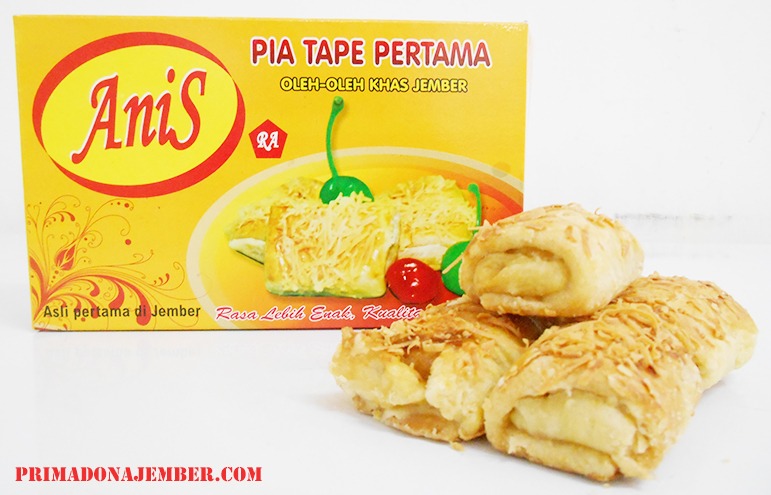 PIA TAPE PERTAMA
OLEH-OLEH KHAS JEMBER
AniS
RA
Asli pertama di Jember
Rasa Lebih Enak, Kualita
PRIMADONAJEMBER.COM